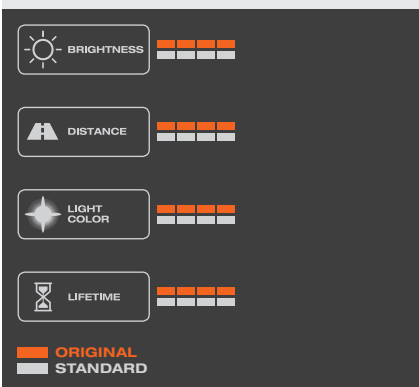 BRIGHTNESS
DISTANCE
LIGHT
COLOR
LIFETIME
ORIGINAL
STANDARD